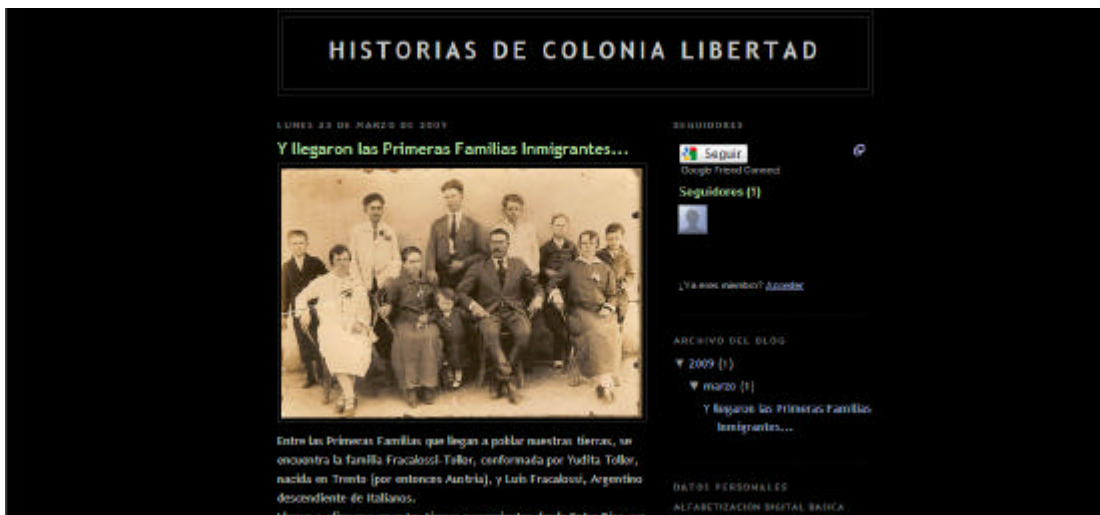 HISTORIAS DE COLONIA LIBERTAD
LUNES 23 DE MARZO DE 2009
Y llegaron las Primeras Familias Inmigrantes...
Entre las Primeras Familias que llegan a poblar nuestras tierras, se
encuentra la familia Fracalossi-Toller, conformada por Yudita Toller,
nacida en Trento (por entonces Austria), y Luis Fracalossi, Argentino
descendiente de Italianos.
SEGUIDORES
Seguir
Google Friend Connect
Seguidores (1)
¿Ya eres miembro? Acceder
ARCHIVO DEL BLOG
▼ 2009 (1)
▼ marzo (1)
Y llegaron las Primeras Familias
Inmigrantes...
DATOS PERSONALES
ALFABETIZACION DIGITAL BASICA